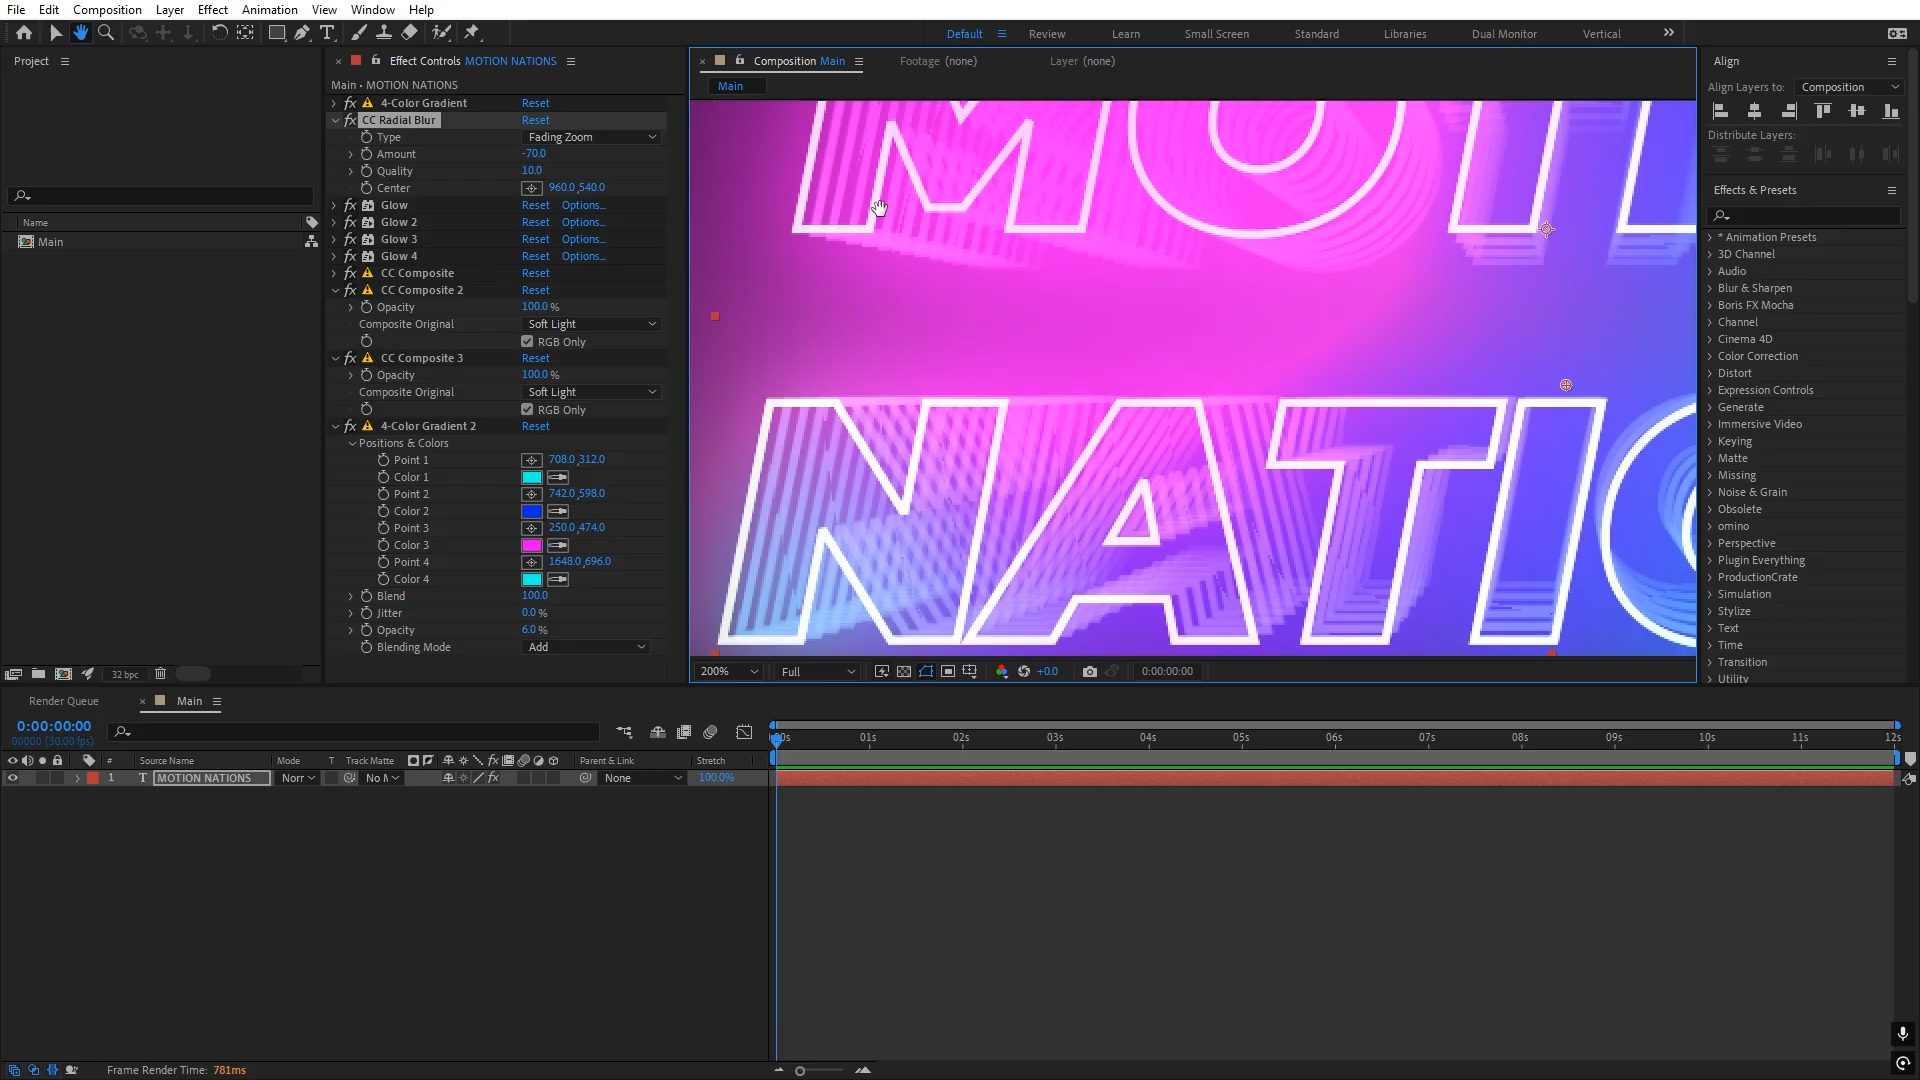 File Edit Composition Layer Effect Animation View Window Help
Default Review Learn Small Screen Standard Libraries Dual Monitor Vertical
Project
Name
Main
32 bpc
Effect Controls MOTION NATIONS
Main • MOTION NATIONS
4-Color Gradient Reset
CC Radial Blur Reset
Type Fading Zoom
Amount -70.0
Quality 10.0
Center 960.0,540.0
Glow Reset Options...
Glow 2 Reset Options...
Glow 3 Reset Options...
Glow 4 Reset Options...
CC Composite Reset
CC Composite 2 Reset
Opacity 100.0 %
Composite Original Soft Light
RGB Only
CC Composite 3 Reset
Opacity 100.0 %
Composite Original Soft Light
RGB Only
4-Color Gradient 2 Reset
Positions & Colors
Point 1 708.0,312.0
Color 1
Point 2 742.0,598.0
Color 2
Point 3 250.0,474.0
Color 3
Point 4 1648.0,696.0
Color 4
Blend 100.0
Jitter 0.0 %
Opacity 6.0 %
Blending Mode Add
Composition Main Footage (none) Layer (none)
Main
MOTI
NATIO
200% Full +0.0 0:00:00:00
Align
Align Layers to: Composition
Distribute Layers:
Effects & Presets
* Animation Presets
3D Channel
Audio
Blur & Sharpen
Boris FX Mocha
Channel
Cinema 4D
Color Correction
Distort
Expression Controls
Generate
Immersive Video
Keying
Matte
Missing
Noise & Grain
Obsolete
omino
Perspective
Plugin Everything
ProductionCrate
Simulation
Stylize
Text
Time
Transition
Utility
Render Queue Main
0:00:00:00
00000 (30.00 fps)
:00s 01s 02s 03s 04s 05s 06s 07s 08s 09s 10s 11s 12s
# Source Name Mode T Track Matte Parent & Link Stretch
1 T MOTION NATIONS Norr No M None 100.0%
Frame Render Time: 781ms